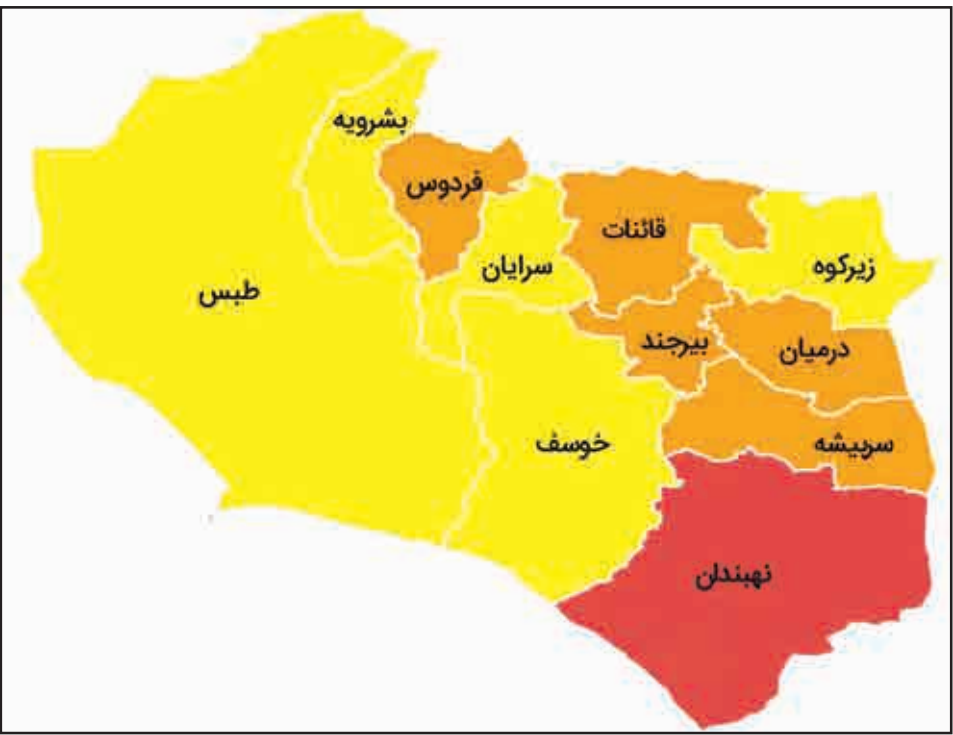 بشرویه
فردوس
قائنات
زیرکوه
سرایان
طبس
بیرجند
درمیان
خوسف
سربیشه
نهبندان